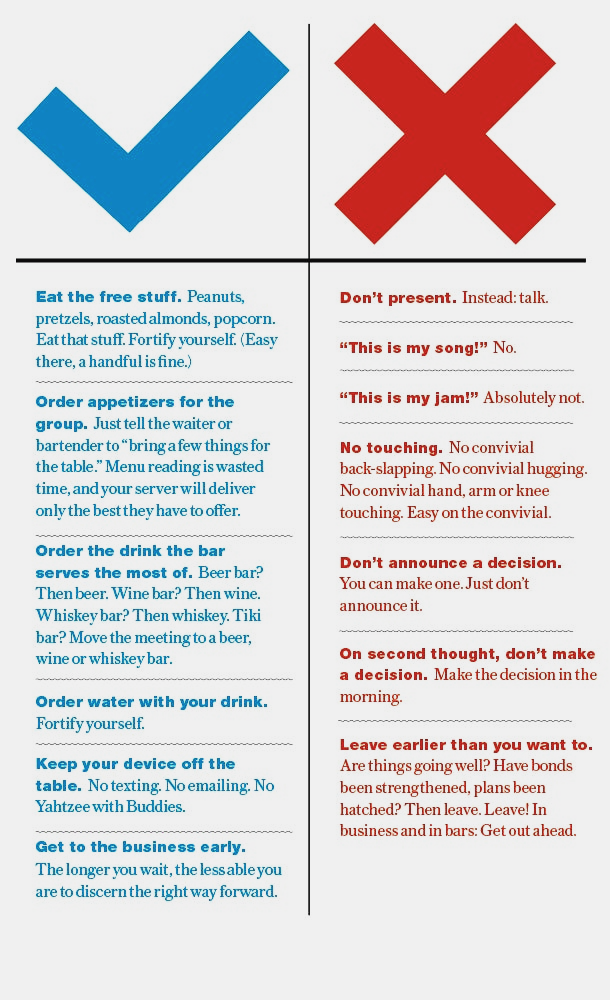 Eat the free stuff. Peanuts,
pretzels, roasted almonds, popcorn.
Eat that stuff. Fortify yourself. (Easy
there, a handful is fine.)
Order appetizers for the
group. Just tell the waiter or
bartender to “bring a few things for
the table.” Menu reading is wasted
time, and your server will deliver
only the best they have to offer.
Order the drink the bar
serves the most of. Beer bar?
Then beer. Wine bar? Then wine.
Whiskey bar? Then whiskey. Tiki
bar? Move the meeting to a beer,
wine or whiskey bar.
Order water with your drink.
Fortify yourself.
Keep your device off the
table. No texting. No emailing. No
Yahtzee with Buddies.
Get to the business early.
The longer you wait, the less able you
are to discern the right way forward.
Don’t present. Instead: talk.
“This is my song!” No.
“This is my jam!” Absolutely not.
No touching. No convivial
back-slapping. No convivial hugging.
No convivial hand, arm or knee
touching. Easy on the convivial.
Don’t announce a decision.
You can make one. Just don’t
announce it.
On second thought, don’t make
a decision. Make the decision in the
morning.
Leave earlier than you want to.
Are things going well? Have bonds
been strengthened, plans been
hatched? Then leave. Leave! In
business and in bars: Get out ahead.